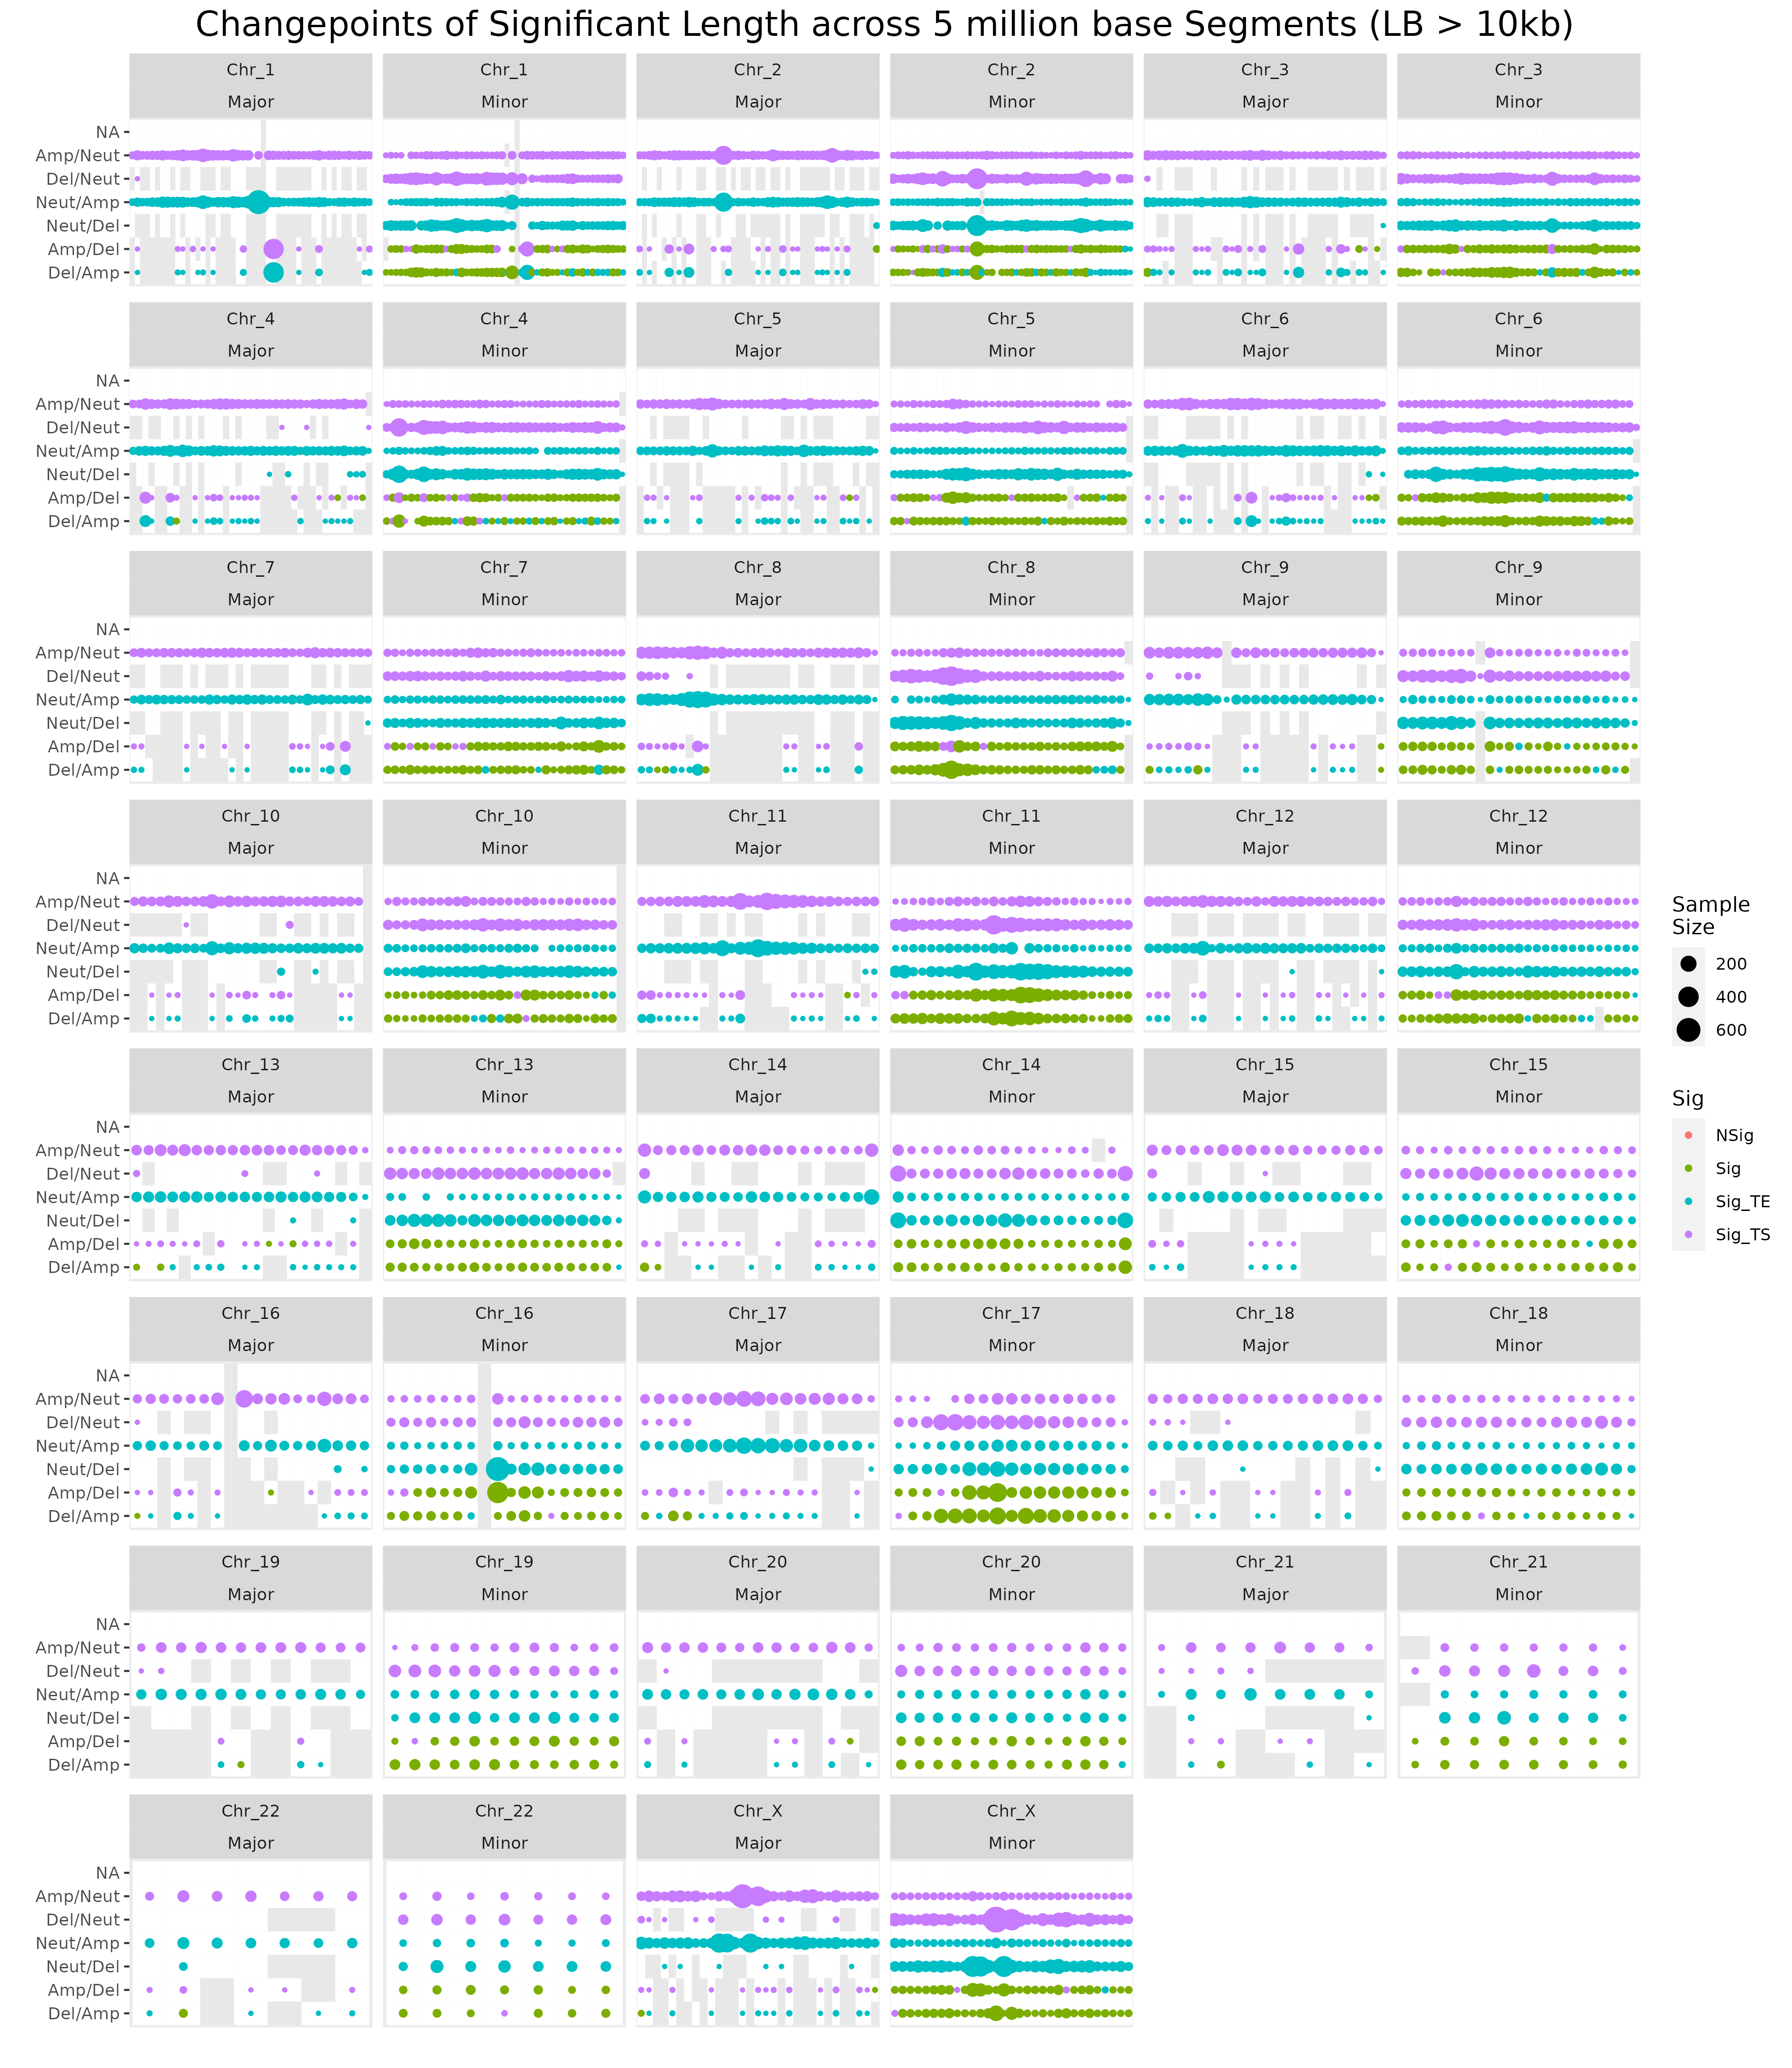 Changepoints of Significant Length across 5 million base Segments (LB > 10kb)
Chr_1 Chr_1 Chr_2 Chr_2 Chr_3 Chr_3
Major Minor Major Minor Major Minor
NA
Amp/Neut
Del/Neut
Neut/Amp
Neut/Del
Amp/Del
Del/Amp
Chr_4 Chr_4 Chr_5 Chr_5 Chr_6 Chr_6
Major Minor Major Minor Major Minor
NA
Amp/Neut
Del/Neut
Neut/Amp
Neut/Del
Amp/Del
Del/Amp
Chr_7 Chr_7 Chr_8 Chr_8 Chr_9 Chr_9
Major Minor Major Minor Major Minor
NA
Amp/Neut
Del/Neut
Neut/Amp
Neut/Del
Amp/Del
Del/Amp
Chr_10 Chr_10 Chr_11 Chr_11 Chr_12 Chr_12
Major Minor Major Minor Major Minor
NA
Amp/Neut
Del/Neut
Neut/Amp
Neut/Del
Amp/Del
Del/Amp
Chr_13 Chr_13 Chr_14 Chr_14 Chr_15 Chr_15
Major Minor Major Minor Major Minor
NA
Amp/Neut
Del/Neut
Neut/Amp
Neut/Del
Amp/Del
Del/Amp
Chr_16 Chr_16 Chr_17 Chr_17 Chr_18 Chr_18
Major Minor Major Minor Major Minor
NA
Amp/Neut
Del/Neut
Neut/Amp
Neut/Del
Amp/Del
Del/Amp
Chr_19 Chr_19 Chr_20 Chr_20 Chr_21 Chr_21
Major Minor Major Minor Major Minor
NA
Amp/Neut
Del/Neut
Neut/Amp
Neut/Del
Amp/Del
Del/Amp
Chr_22 Chr_22 Chr_X Chr_X
Major Minor Major Minor
NA
Amp/Neut
Del/Neut
Neut/Amp
Neut/Del
Amp/Del
Del/Amp
Sample
Size
200
400
600
Sig
NSig
Sig
Sig_TE
Sig_TS